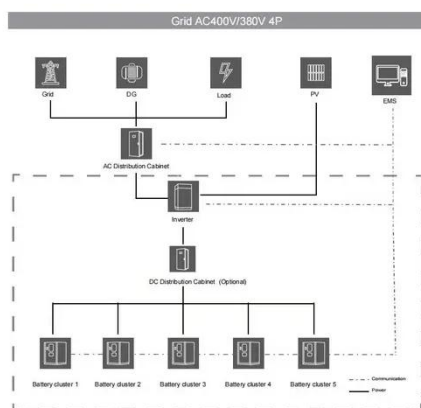 Grid AC400V/380V 4P
Grid
DG
Load
PV
EMS
AC Distribution Cabinet
Inverter
DC Distribution Cabinet (Optional)
Battery cluster 1
Battery cluster 2
Battery cluster 3
Battery cluster 4
Battery cluster 5
Communication
Power